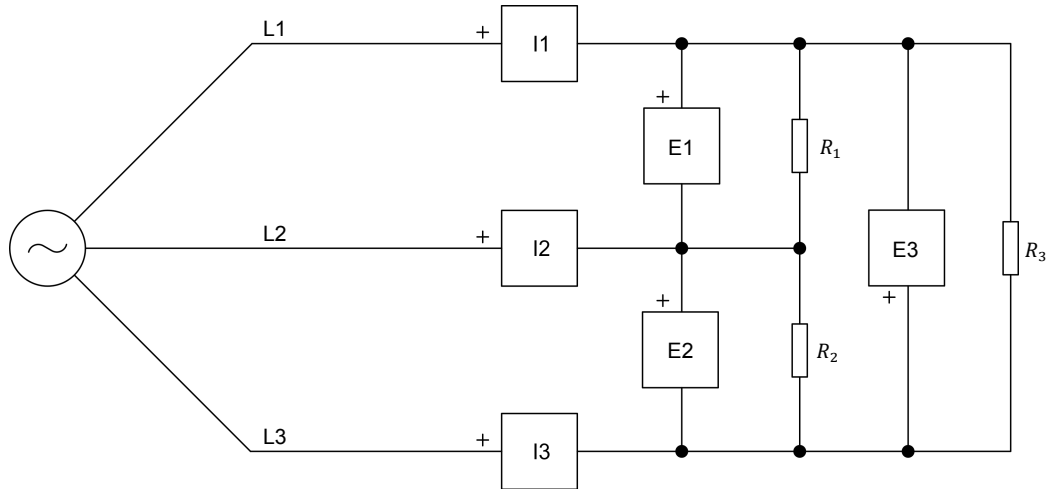 L1
+
I1
+
E1
R₁
L2
+
I2
E3
+
R₃
+
E2
R₂
L3
+
I3